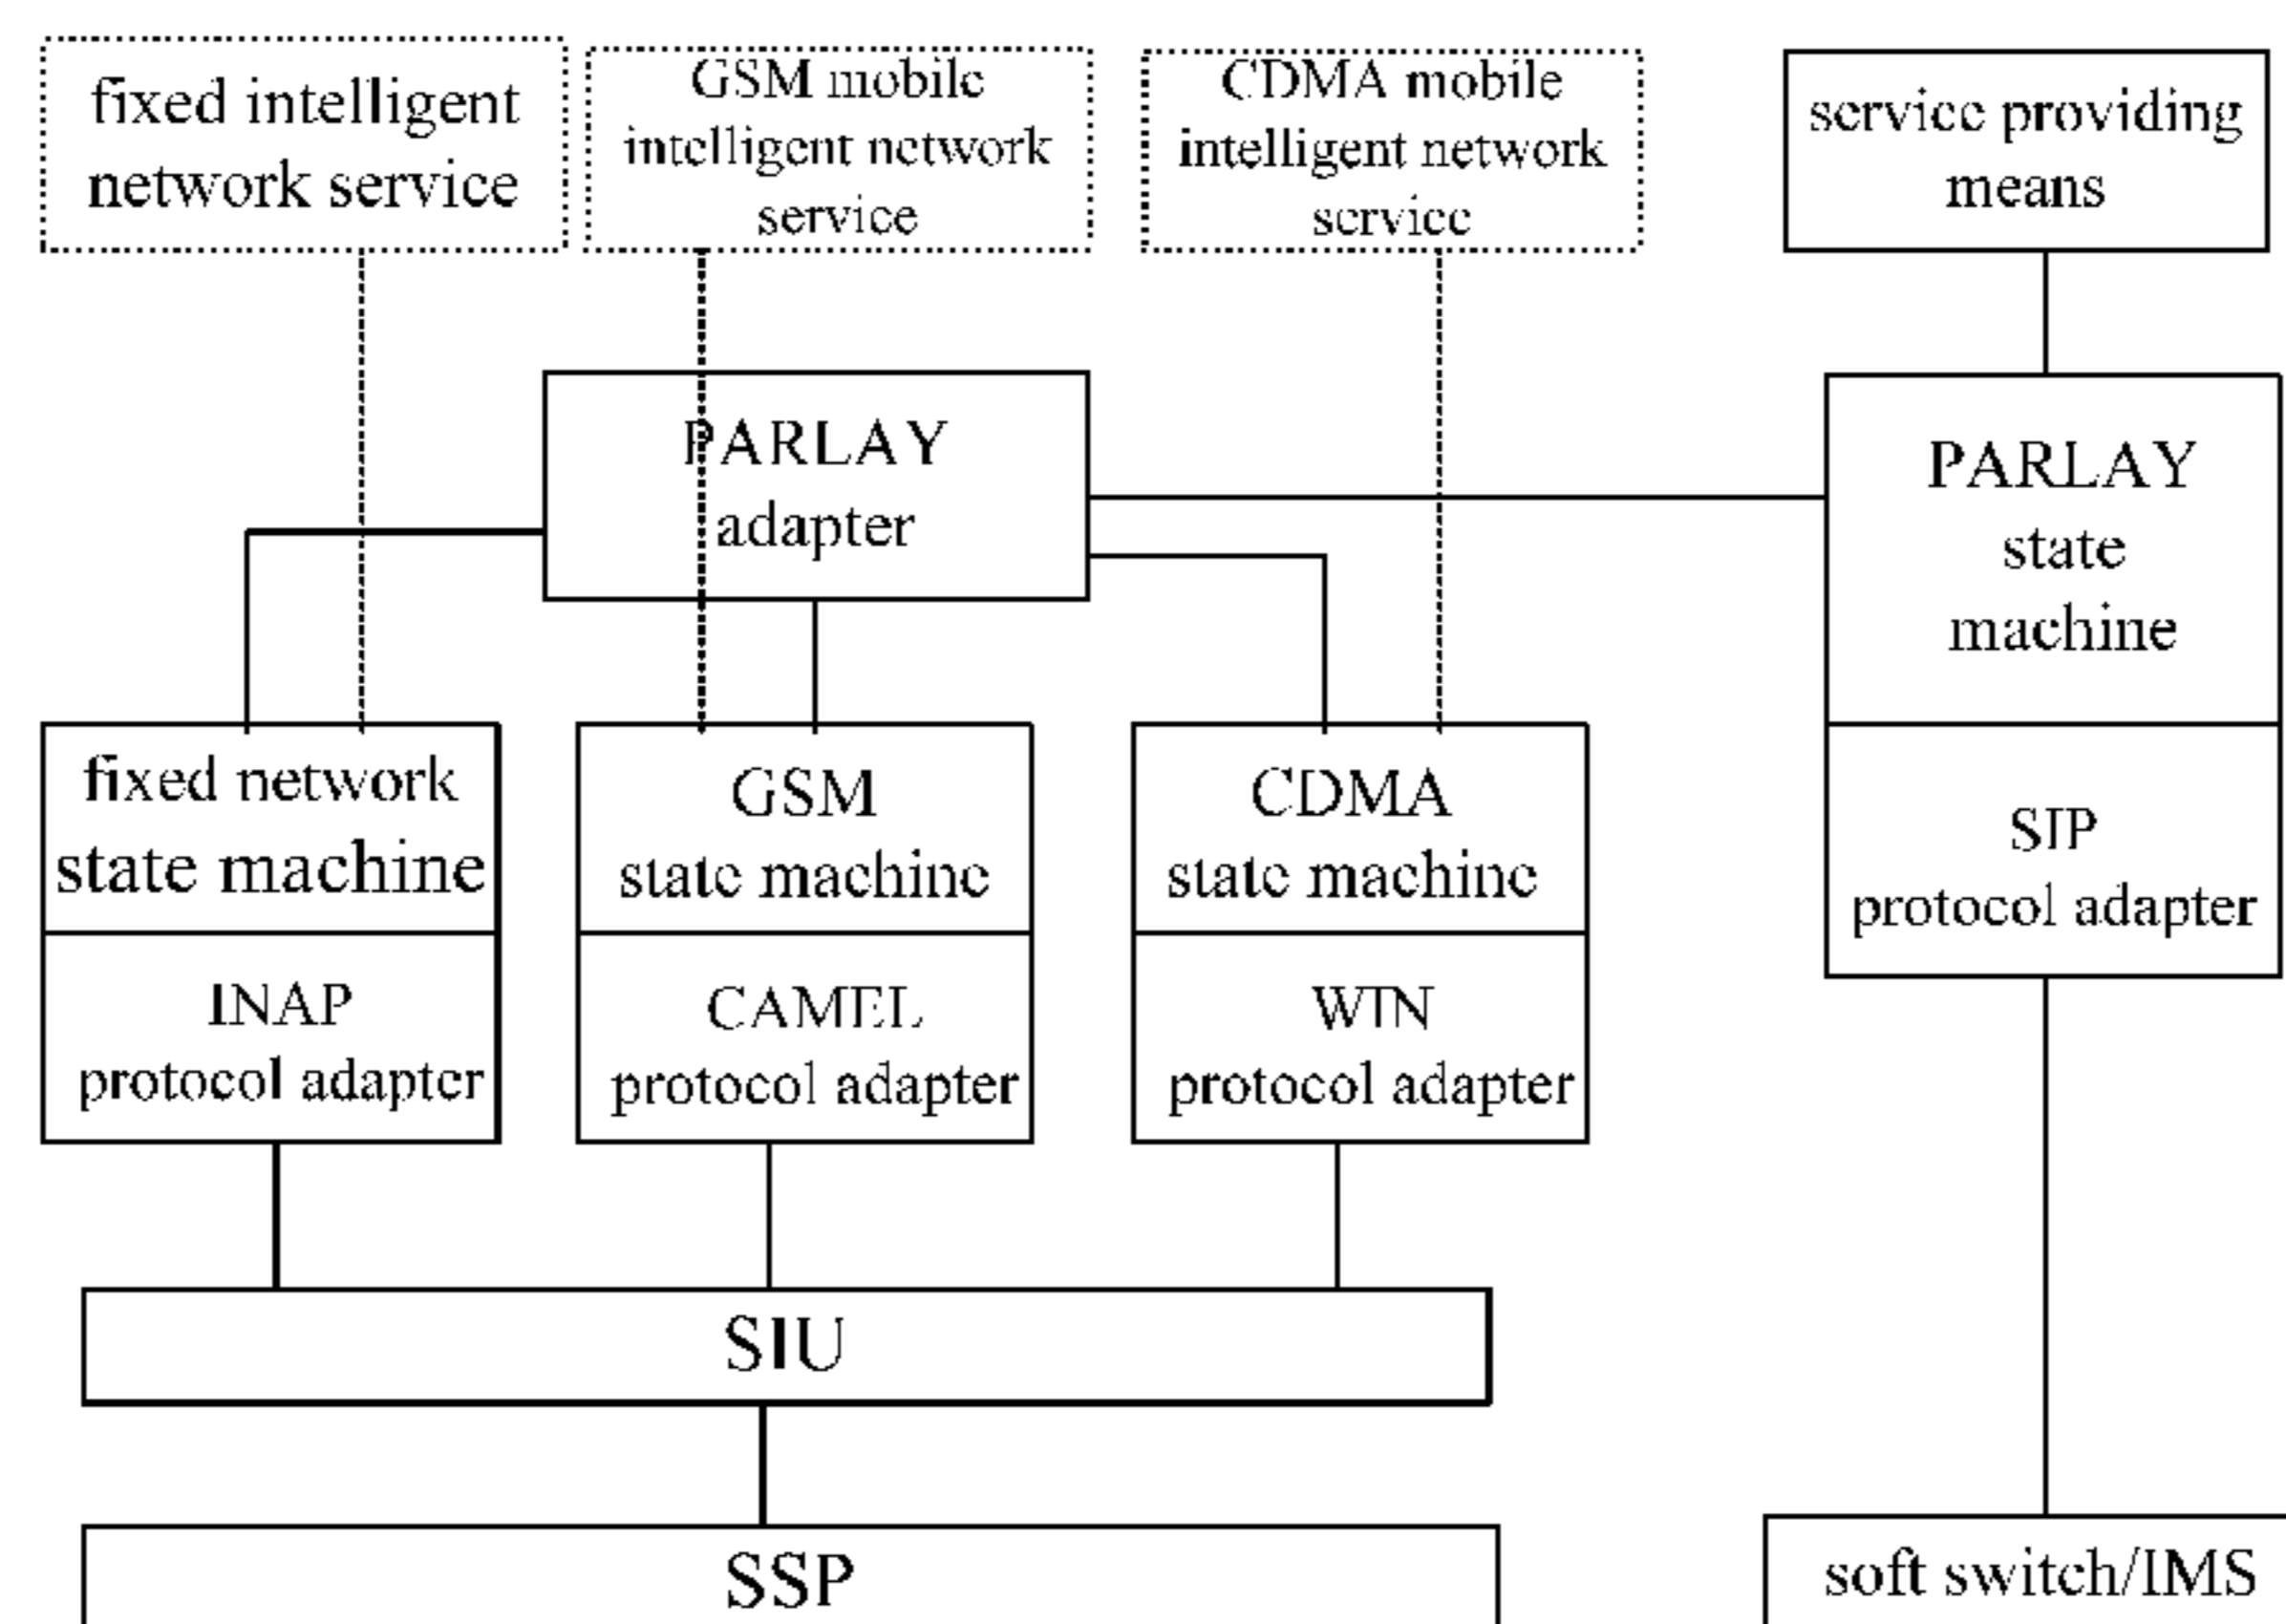 fixed intelligent
network service
GSM mobile
intelligent network
service
CDMA mobile
intelligent network
service
service providing
means
PARLAY
adapter
PARLAY
state
machine
fixed network
state machine
GSM
state machine
CDMA
state machine
SIP
protocol adapter
INAP
protocol adapter
CAMEL
protocol adapter
WIN
protocol adapter
SIU
SSP
soft switch/IMS